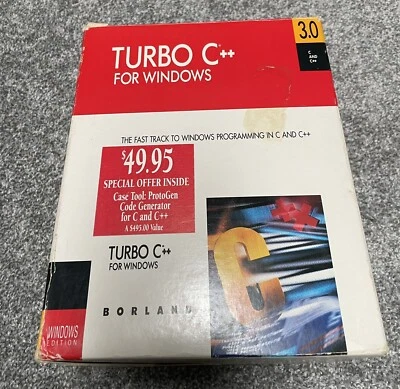 TURBO C++
FOR WINDOWS
3.0
C
AND
C++
THE FAST TRACK TO WINDOWS PROGRAMMING IN C AND C++
$49.95
SPECIAL OFFER INSIDE
Case Tool: ProtoGen
Code Generator
for C and C++
A $495.00 Value
TURBO C++
FOR WINDOWS
BORLAND
WINDOWS
EDITION
C